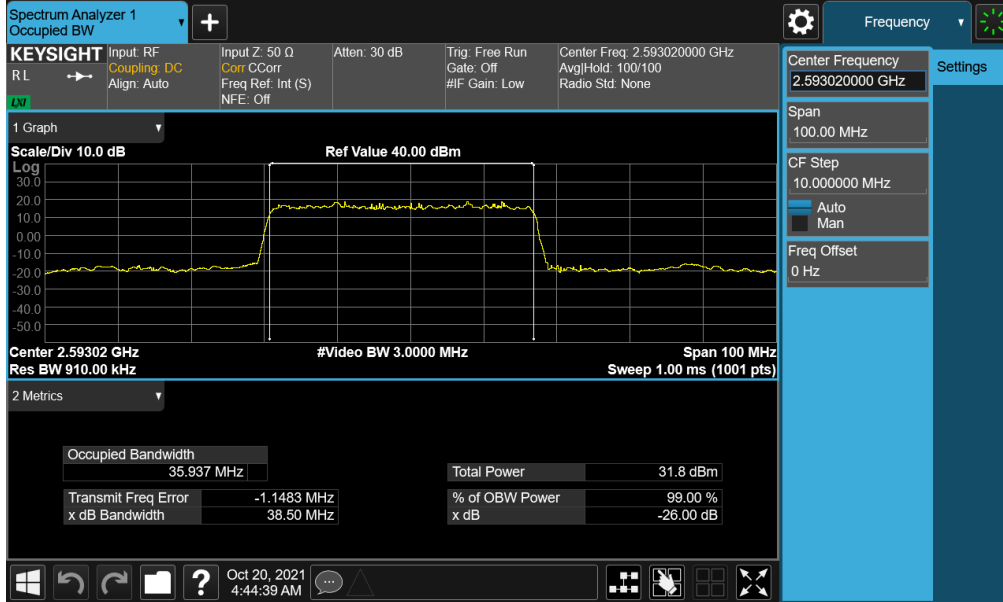 Spectrum Analyzer 1
Occupied BW
+
Frequency
KEYSIGHT
R L
LXI
Input: RF
Coupling: DC
Align: Auto
Input Z: 50 Ω
Corr CCorr
Freq Ref: Int (S)
NFE: Off
Atten: 30 dB
Trig: Free Run
Gate: Off
#IF Gain: Low
Center Freq: 2.593020000 GHz
Avg|Hold: 100/100
Radio Std: None
Center Frequency
2.593020000 GHz
Settings
Span
100.00 MHz
CF Step
10.000000 MHz
Auto
Man
Freq Offset
0 Hz
1 Graph
Scale/Div 10.0 dB
Ref Value 40.00 dBm
Log
30.0
20.0
10.0
0.00
-10.0
-20.0
-30.0
-40.0
-50.0
Center 2.59302 GHz
#Video BW 3.0000 MHz
Span 100 MHz
Res BW 910.00 kHz
Sweep 1.00 ms (1001 pts)
2 Metrics
Occupied Bandwidth
35.937 MHz
Total Power 31.8 dBm
Transmit Freq Error -1.1483 MHz
% of OBW Power 99.00 %
x dB Bandwidth 38.50 MHz
x dB -26.00 dB
?
Oct 20, 2021
4:44:39 AM